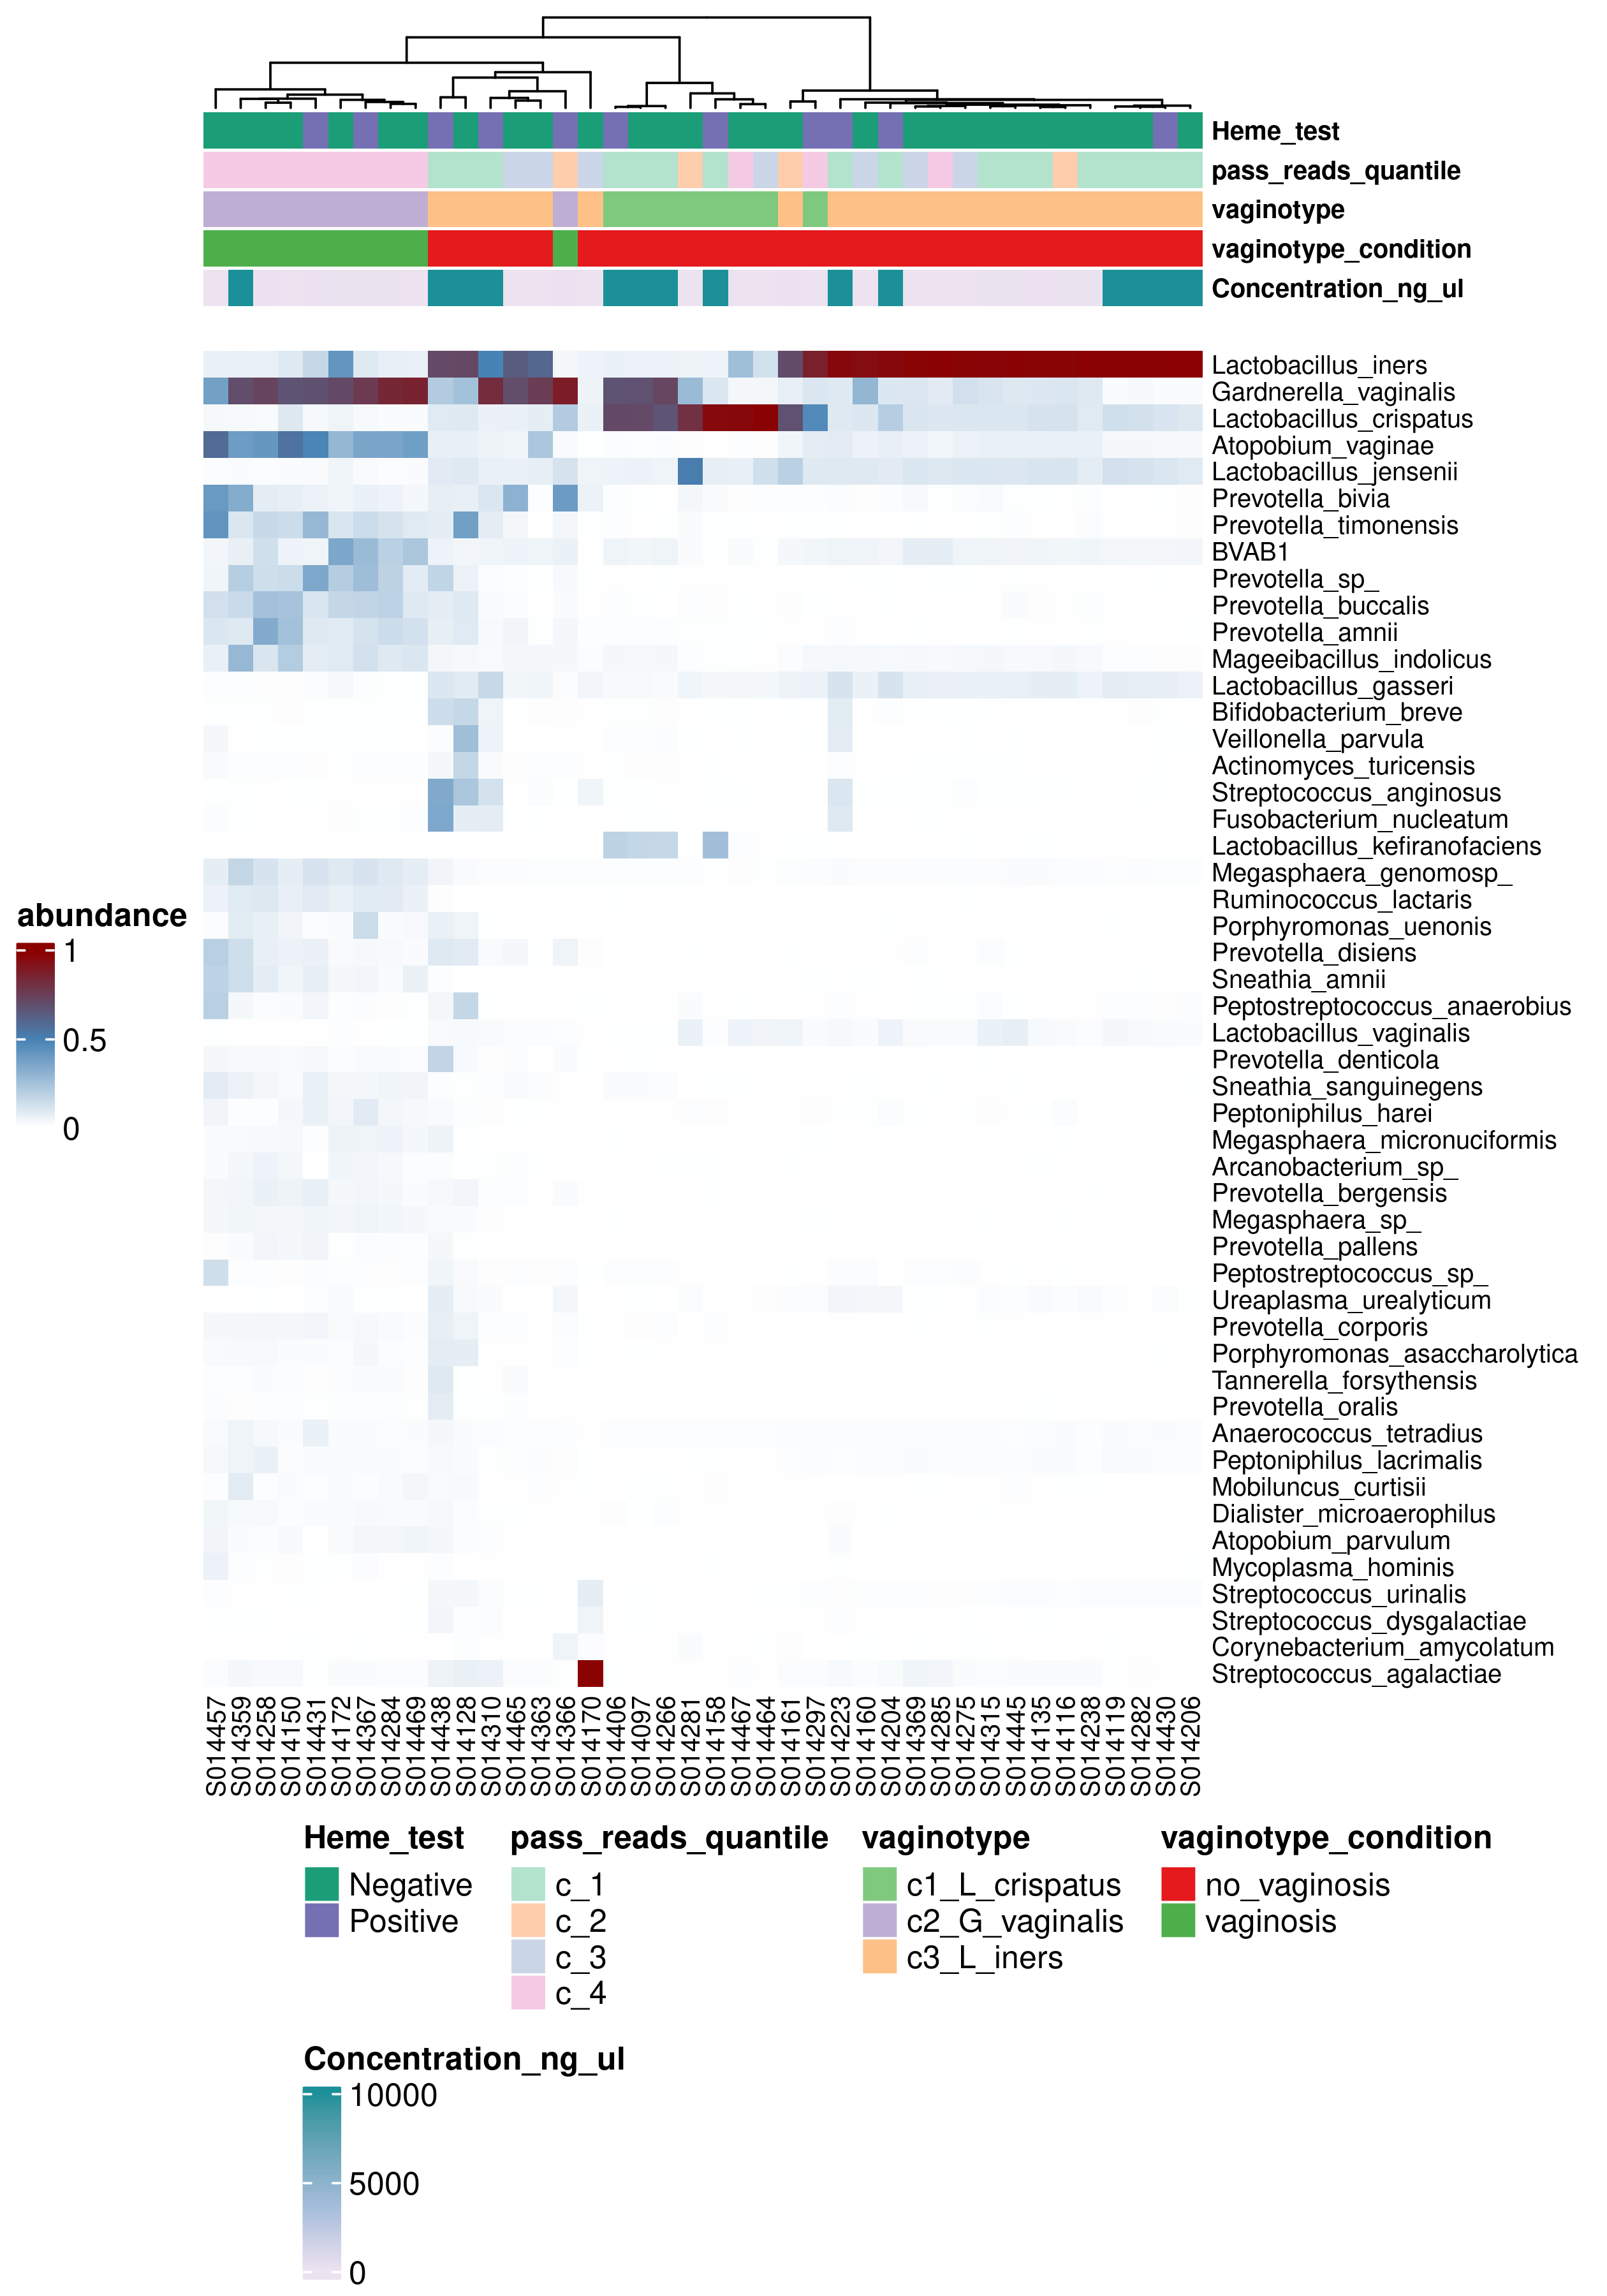 Heme_test
pass_reads_quantile
vaginotype
vaginotype_condition
Concentration_ng_ul
Lactobacillus_iners
Gardnerella_vaginalis
Lactobacillus_crispatus
Atopobium_vaginae
Lactobacillus_jensenii
Prevotella_bivia
Prevotella_timonensis
BVAB1
Prevotella_sp_
Prevotella_buccalis
Prevotella_amnii
Mageeibacillus_indolicus
Lactobacillus_gasseri
Bifidobacterium_breve
Veillonella_parvula
Actinomyces_turicensis
Streptococcus_anginosus
Fusobacterium_nucleatum
Lactobacillus_kefiranofaciens
Megasphaera_genomosp_
Ruminococcus_lactaris
Porphyromonas_uenonis
Prevotella_disiens
Sneathia_amnii
Peptostreptococcus_anaerobius
Lactobacillus_vaginalis
Prevotella_denticola
Sneathia_sanguinegens
Peptoniphilus_harei
Megasphaera_micronuciformis
Arcanobacterium_sp_
Prevotella_bergensis
Megasphaera_sp_
Prevotella_pallens
Peptostreptococcus_sp_
Ureaplasma_urealyticum
Prevotella_corporis
Porphyromonas_asaccharolytica
Tannerella_forsythensis
Prevotella_oralis
Anaerococcus_tetradius
Peptoniphilus_lacrimalis
Mobiluncus_curtisii
Dialister_microaerophilus
Atopobium_parvulum
Mycoplasma_hominis
Streptococcus_urinalis
Streptococcus_dysgalactiae
Corynebacterium_amycolatum
Streptococcus_agalactiae
abundance
1
0.5
0
S014457
S014359
S014258
S014150
S014431
S014172
S014367
S014284
S014469
S014438
S014128
S014310
S014465
S014363
S014366
S014170
S014406
S014097
S014266
S014281
S014158
S014467
S014464
S014161
S014297
S014223
S014160
S014204
S014369
S014285
S014275
S014315
S014445
S014135
S014116
S014238
S014119
S014282
S014430
S014206
Heme_test
Negative
Positive
pass_reads_quantile
c_1
c_2
c_3
c_4
vaginotype
c1_L_crispatus
c2_G_vaginalis
c3_L_iners
vaginotype_condition
no_vaginosis
vaginosis
Concentration_ng_ul
10000
5000
0